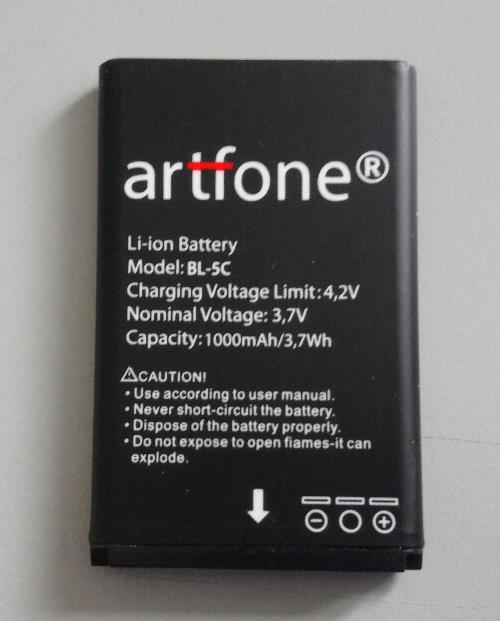 artfone®
Li-ion Battery
Model: BL-5C
Charging Voltage Limit: 4,2V
Nominal Voltage: 3,7V
Capacity: 1000mAh/3,7Wh
CAUTION!
• Use according to user manual.
• Never short-circuit the battery.
• Dispose of the battery properly.
• Do not expose to open flames-it can
explode.